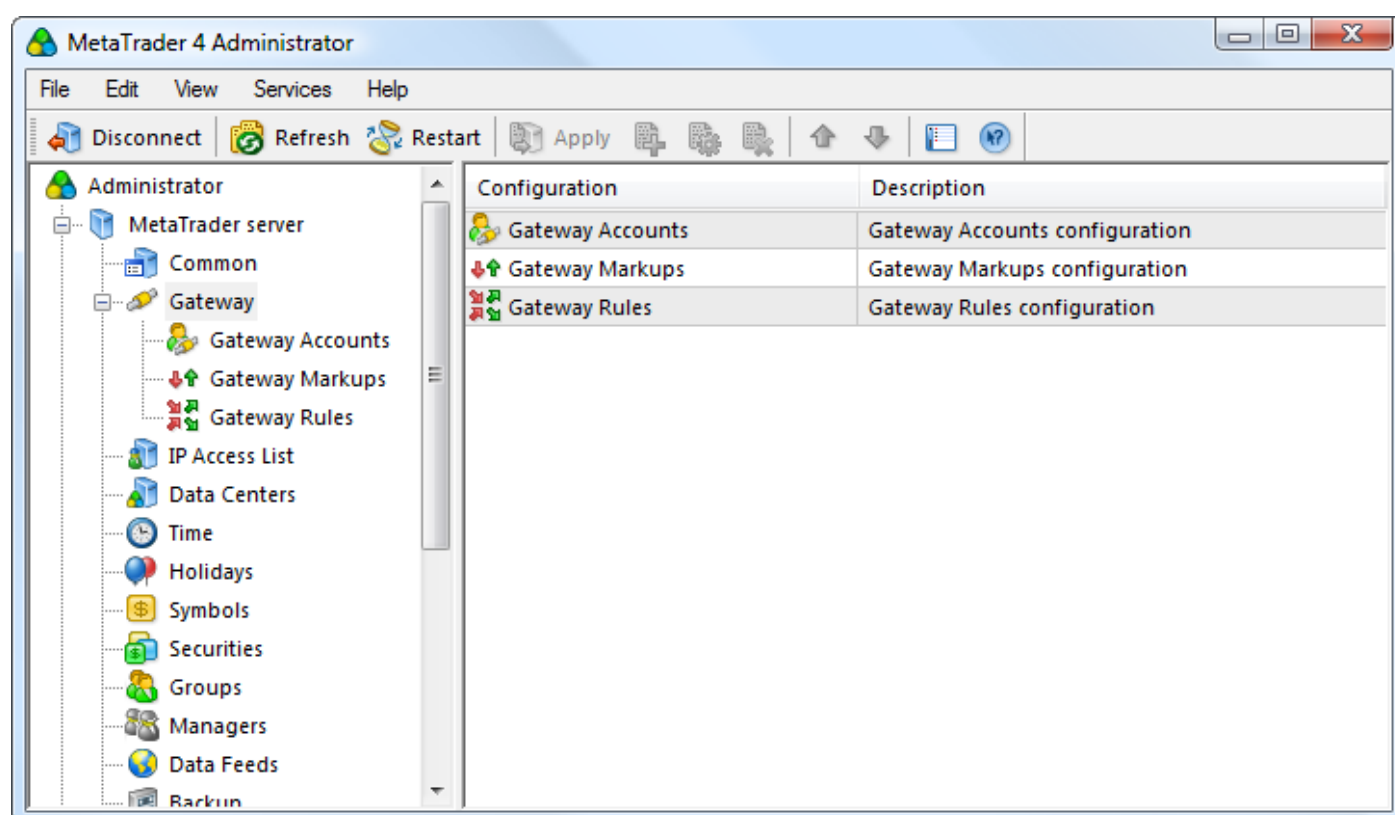 MetaTrader 4 Administrator
File Edit View Services Help
Disconnect Refresh Restart Apply
Administrator
MetaTrader server
Common
Gateway
Gateway Accounts
Gateway Markups
Gateway Rules
IP Access List
Data Centers
Time
Holidays
Symbols
Securities
Groups
Managers
Data Feeds
Backup
Configuration Description
Gateway Accounts Gateway Accounts configuration
Gateway Markups Gateway Markups configuration
Gateway Rules Gateway Rules configuration